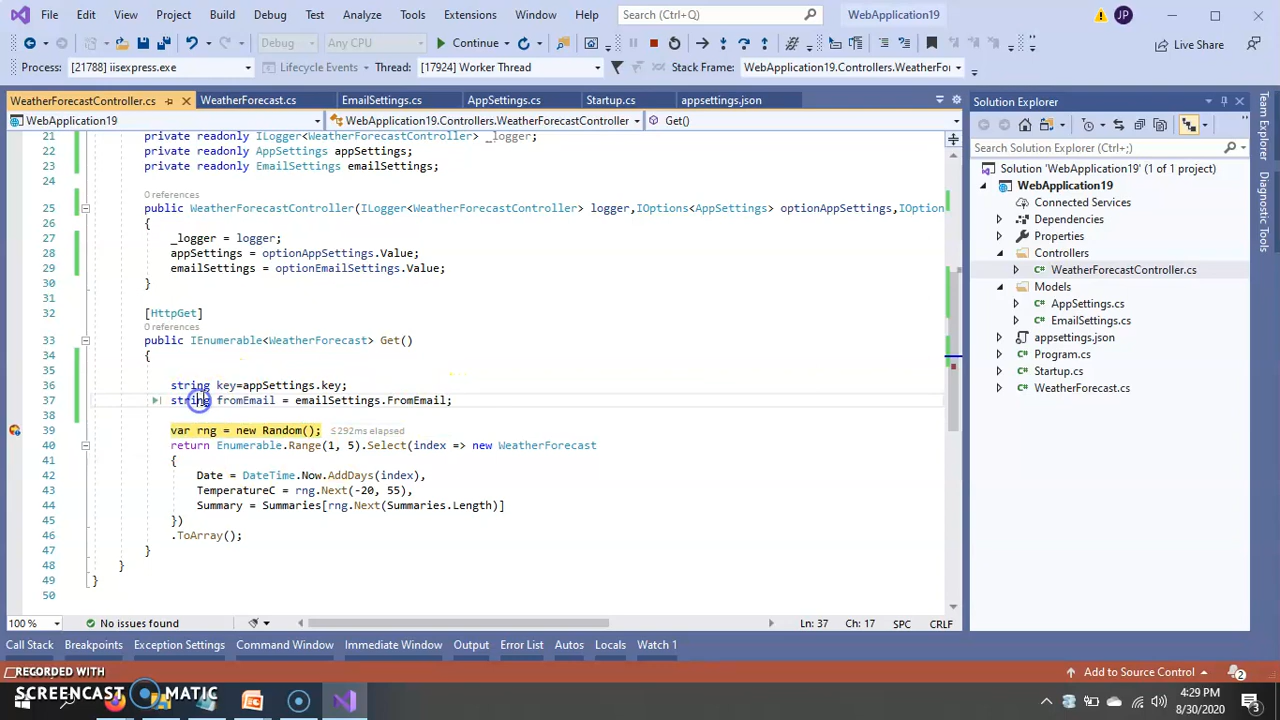 File Edit View Project Build Debug Test Analyze Tools Extensions Window Help Search (Ctrl+Q) WebApplication19 JP
Debug Any CPU Continue Live Share
Process: [21788] iisexpress.exe Lifecycle Events Thread: [17924] Worker Thread Stack Frame: WebApplication19.Controllers.WeatherFor
WeatherForecastController.cs WeatherForecast.cs EmailSettings.cs AppSettings.cs Startup.cs appsettings.json
WebApplication19 WebApplication19.Controllers.WeatherForecastController Get()
21 private readonly ILogger<WeatherForecastController> _logger;
22 private readonly AppSettings appSettings;
23 private readonly EmailSettings emailSettings;
24
0 references
25 public WeatherForecastController(ILogger<WeatherForecastController> logger,IOptions<AppSettings> optionAppSettings,IOption
26 {
27 _logger = logger;
28 appSettings = optionAppSettings.Value;
29 emailSettings = optionEmailSettings.Value;
30 }
31
32 [HttpGet]
0 references
33 public IEnumerable<WeatherForecast> Get()
34 {
35
36 string key=appSettings.key;
37 string fromEmail = emailSettings.FromEmail;
38
39 var rng = new Random(); ≤292ms elapsed
40 return Enumerable.Range(1, 5).Select(index => new WeatherForecast
41 {
42 Date = DateTime.Now.AddDays(index),
43 TemperatureC = rng.Next(-20, 55),
44 Summary = Summaries[rng.Next(Summaries.Length)]
45 })
46 .ToArray();
47 }
48 }
49 }
50
100 % No issues found Ln: 37 Ch: 17 SPC CRLF
Solution Explorer
Search Solution Explorer (Ctrl+;)
Solution 'WebApplication19' (1 of 1 project)
WebApplication19
Connected Services
Dependencies
Properties
Controllers
C# WeatherForecastController.cs
Models
C# AppSettings.cs
C# EmailSettings.cs
appsettings.json
C# Program.cs
C# Startup.cs
C# WeatherForecast.cs
Team Explorer
Diagnostic Tools
Call Stack Breakpoints Exception Settings Command Window Immediate Window Output Error List Autos Locals Watch 1
RECORDED WITH
SCREENCAST MATIC
Add to Source Control 2
4:29 PM
8/30/2020
3